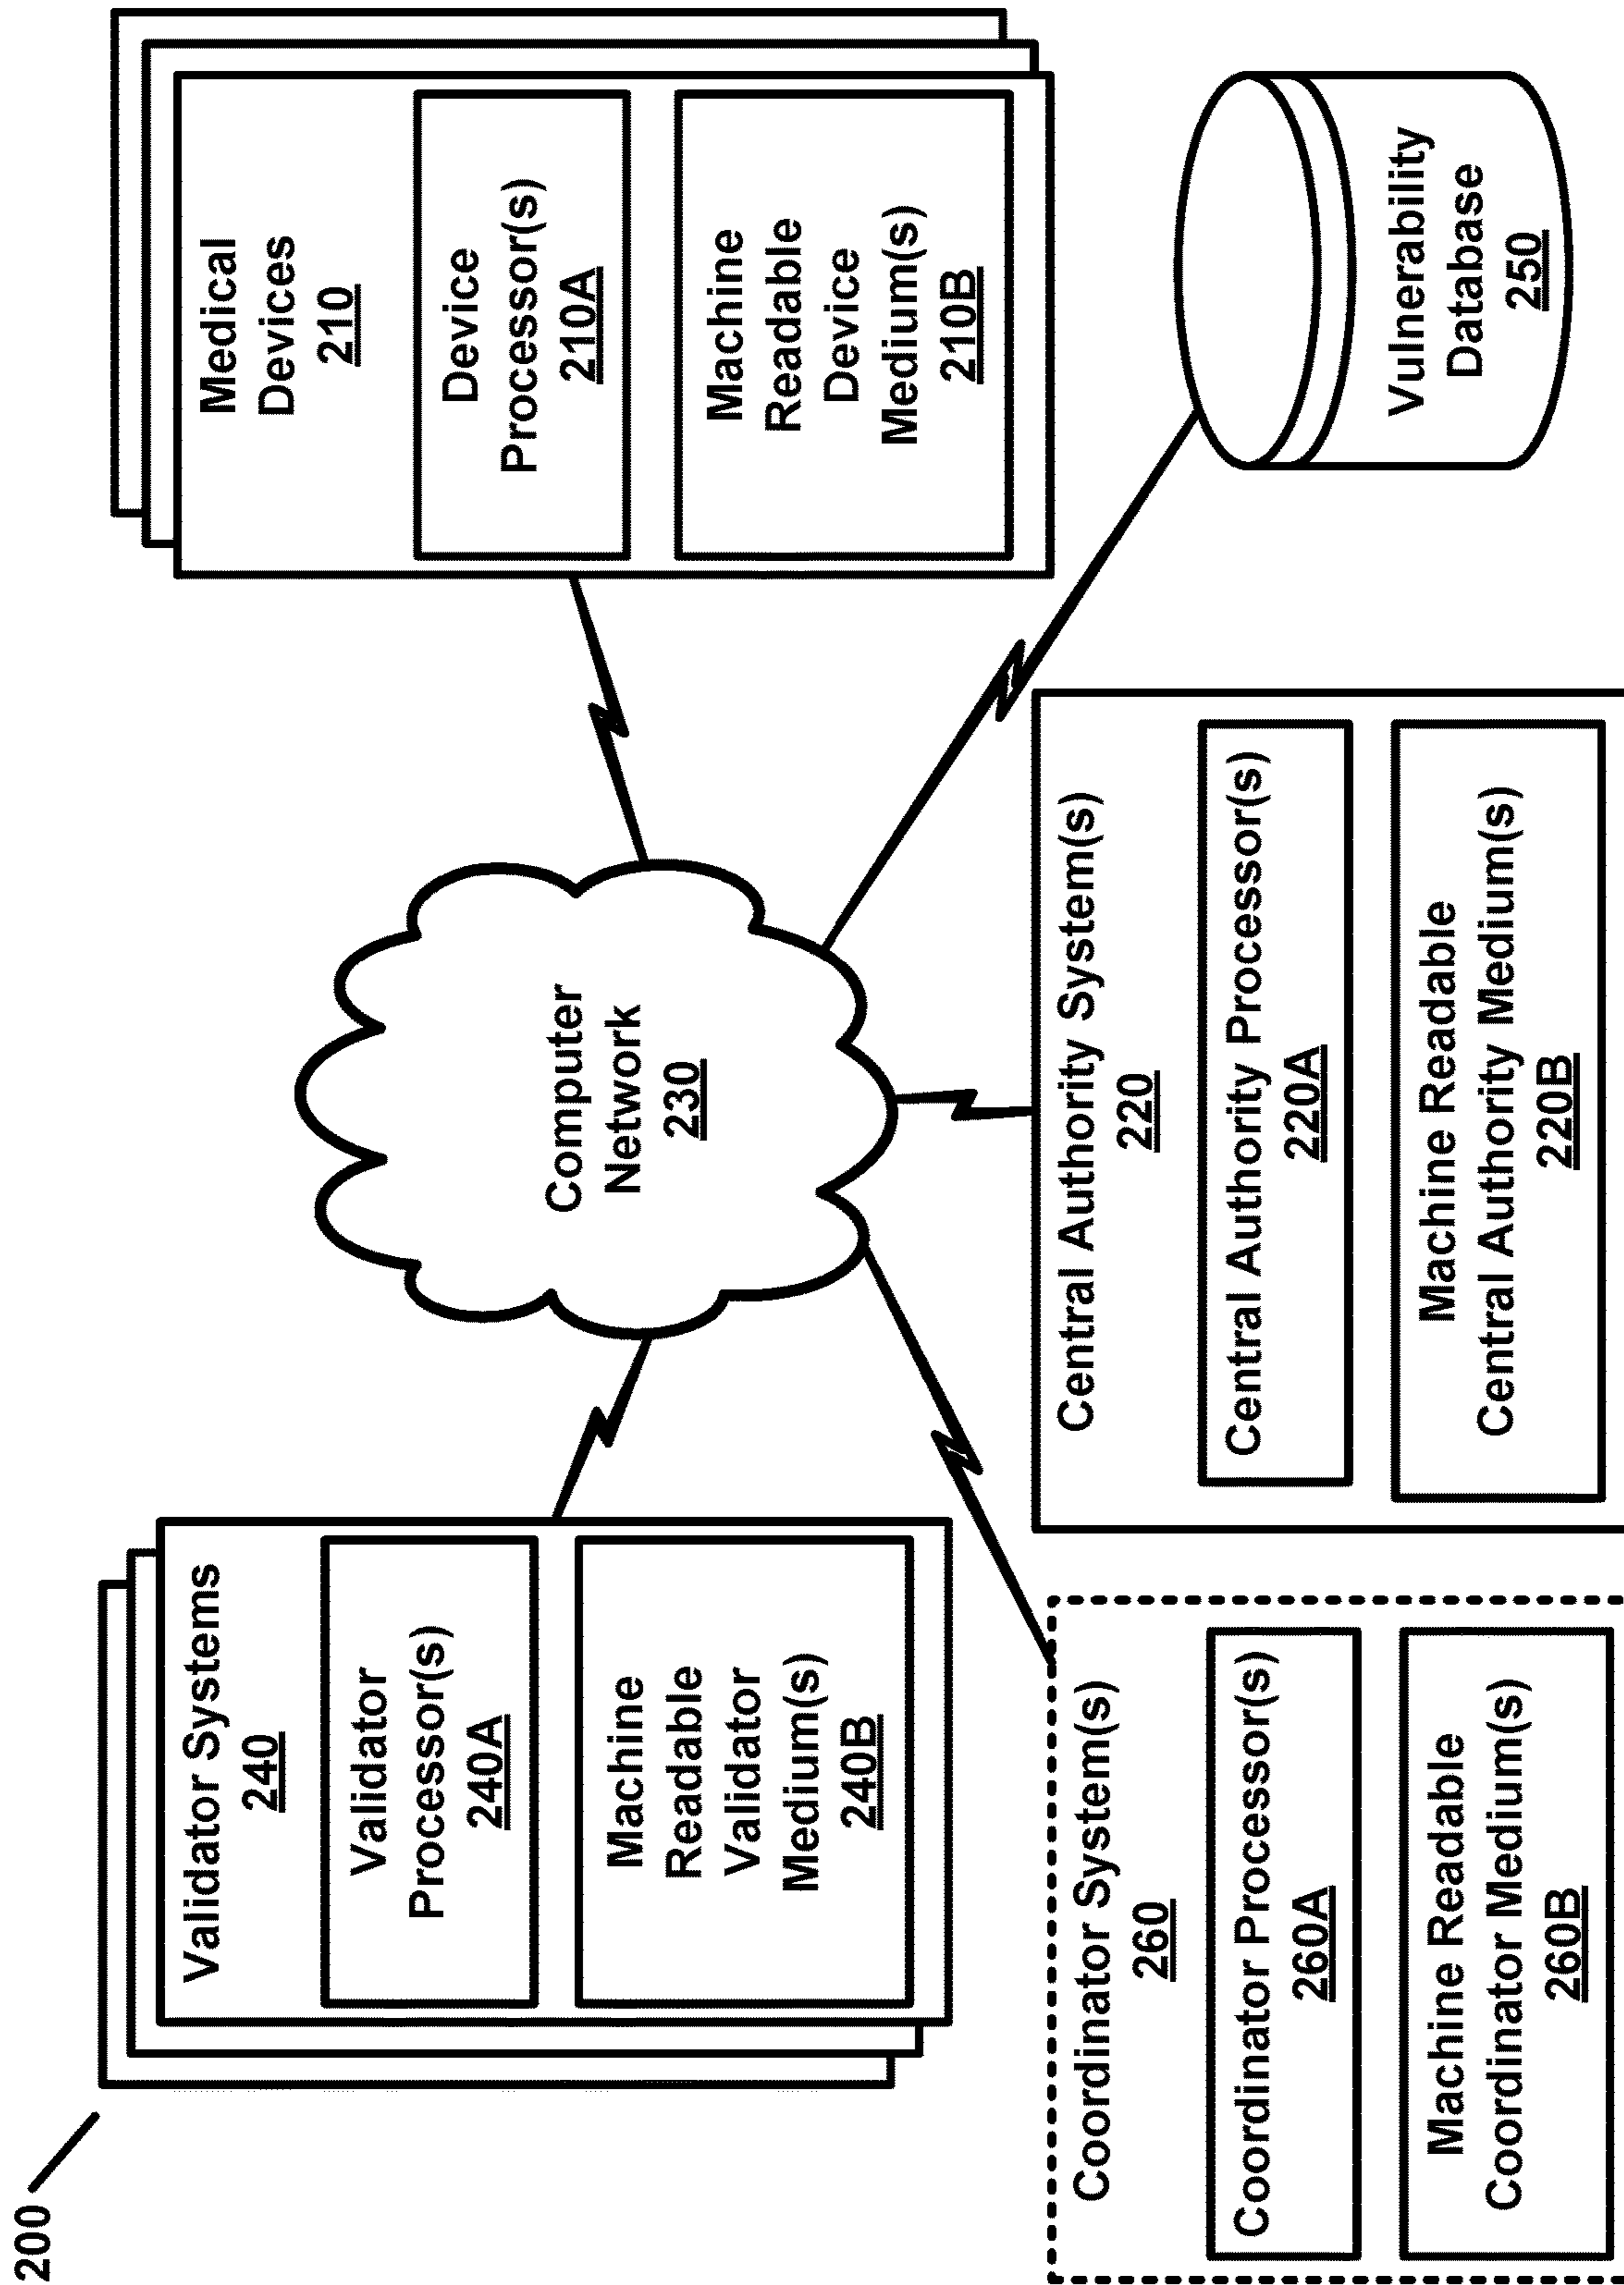 200
Validator Systems
240
Validator
Processor(s)
240A
Machine
Readable
Validator
Medium(s)
240B
Computer
Network
230
Medical
Devices
210
Device
Processor(s)
210A
Machine
Readable
Device
Medium(s)
210B
Coordinator System(s)
260
Coordinator Processor(s)
260A
Machine Readable
Coordinator Medium(s)
260B
Central Authority System(s)
220
Central Authority Processor(s)
220A
Machine Readable
Central Authority Medium(s)
220B
Vulnerability
Database
250